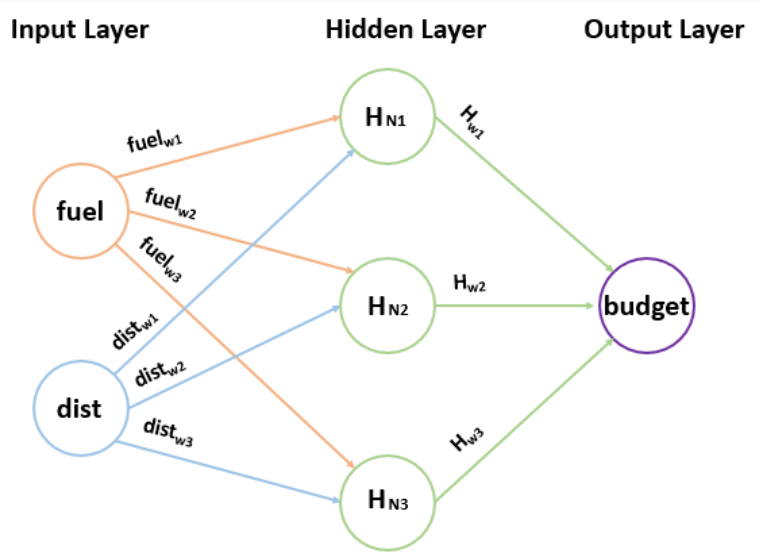 Input Layer
Hidden Layer
Output Layer
fuel
dist
fuelw1
fuelw2
fuelw3
distw1
distw2
distw3
HN1
HN2
HN3
Hw1
Hw2
Hw3
budget